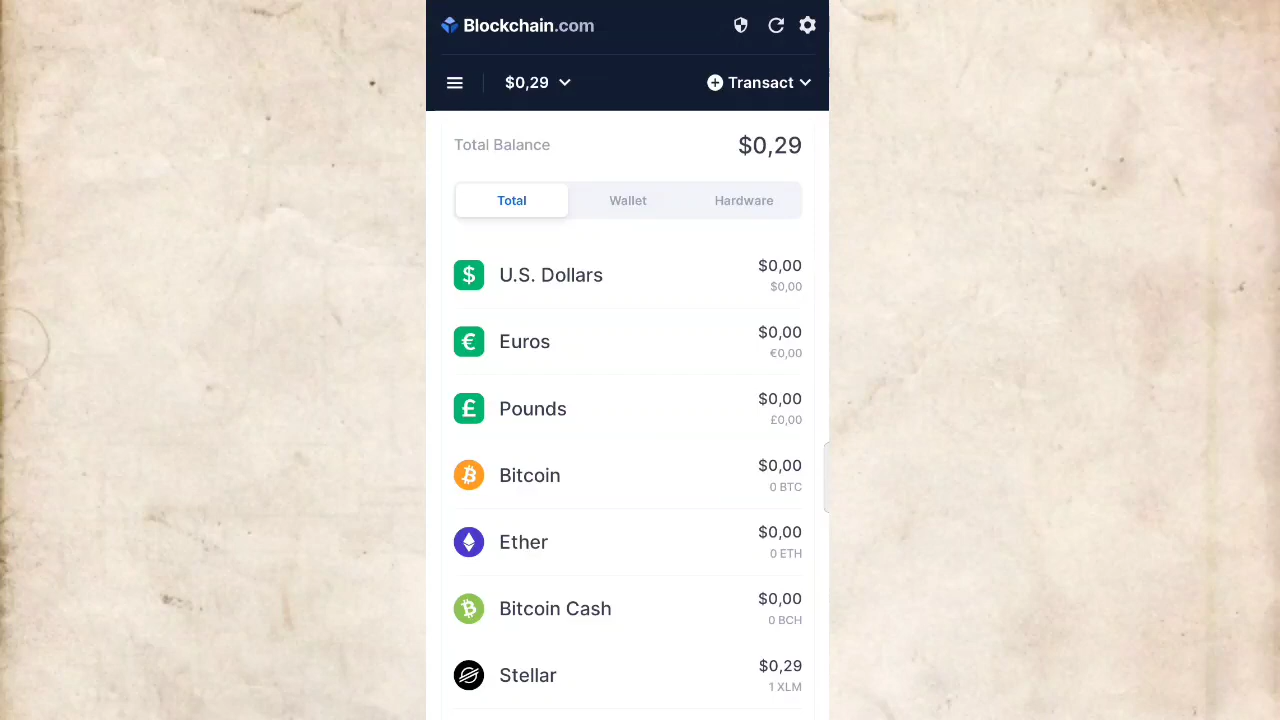 Blockchain.com
$0,29
Transact
Total Balance
$0,29
Total
Wallet
Hardware
U.S. Dollars
$0,00
$0,00
Euros
$0,00
€0,00
Pounds
$0,00
£0,00
Bitcoin
$0,00
0 BTC
Ether
$0,00
0 ETH
Bitcoin Cash
$0,00
0 BCH
Stellar
$0,29
1 XLM